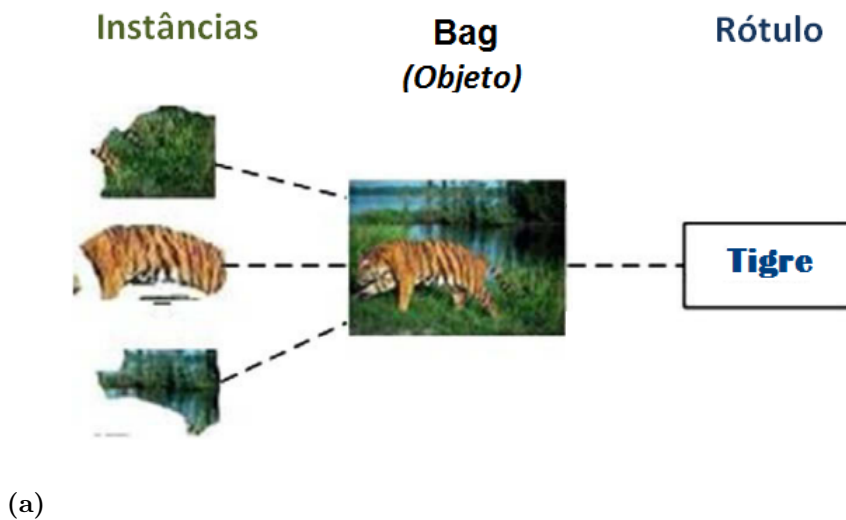 Instâncias
Bag
(Objeto)
Rótulo
Tigre
(a)